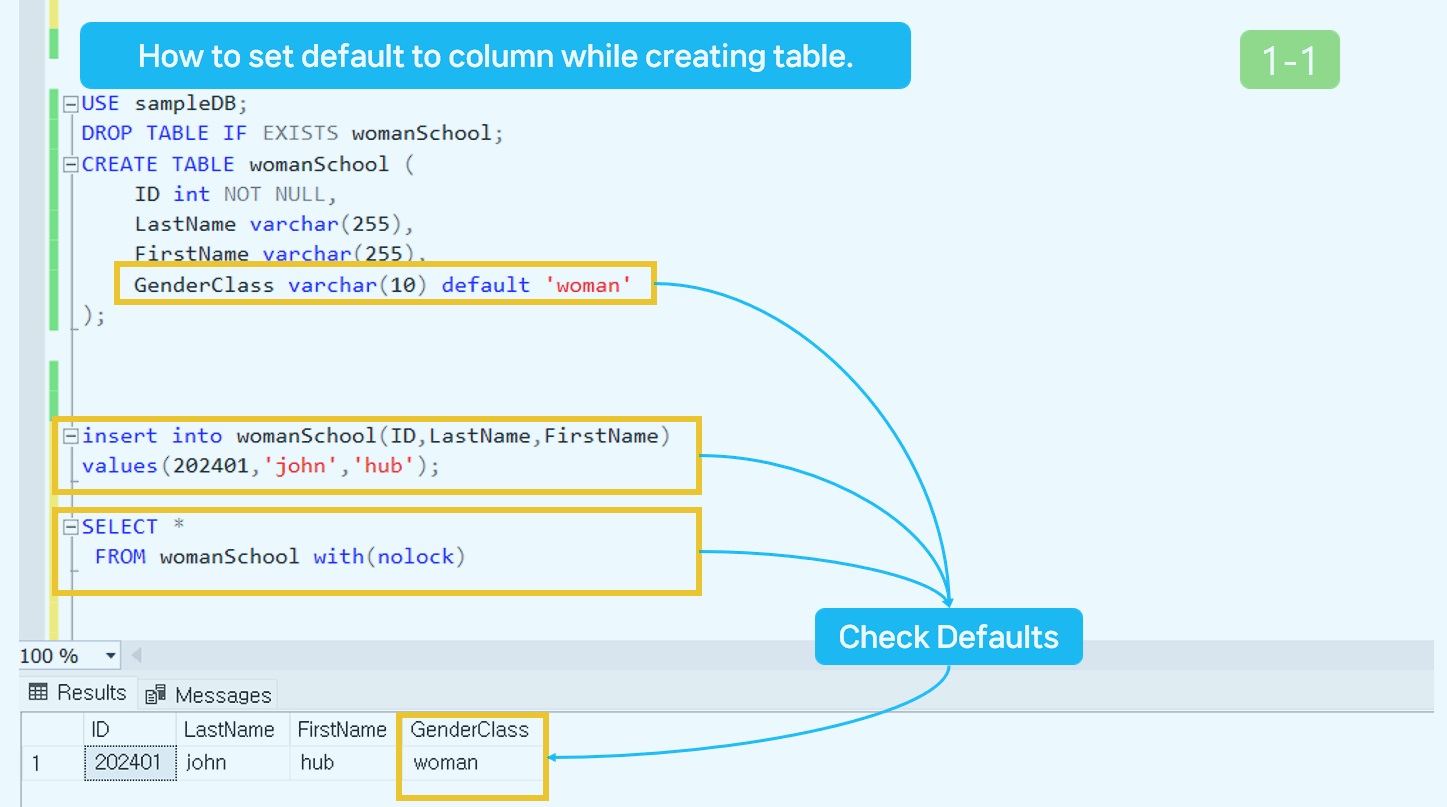 How to set default to column while creating table.
1-1
USE sampleDB;
DROP TABLE IF EXISTS womanSchool;
CREATE TABLE womanSchool (
ID int NOT NULL,
LastName varchar(255),
FirstName varchar(255),
GenderClass varchar(10) default 'woman'
);
insert into womanSchool(ID,LastName,FirstName)
values(202401,'john','hub');
SELECT *
FROM womanSchool with(nolock)
Check Defaults
100 %
Results Messages
ID LastName FirstName GenderClass
1 202401 john hub woman